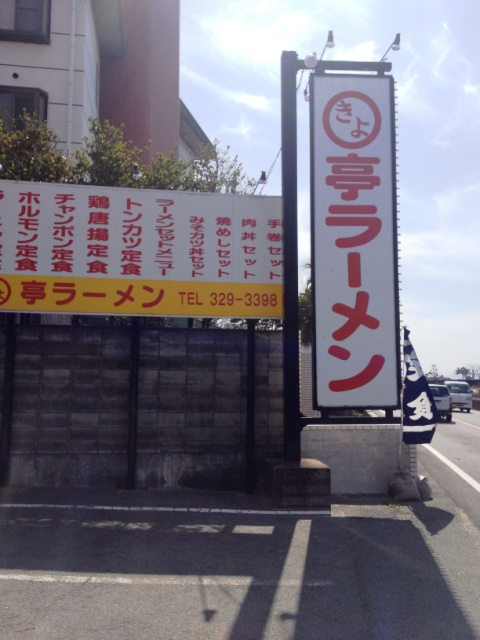 きよ
亭ラーメン
手巻セット
肉丼セット
焼めしセット
みそカツ丼セット
ラーメンセットメニュー
トンカツ定食
鶏唐揚定食
チャンポン定食
ホルモン定食
亭ラーメン TEL 329-3398
食